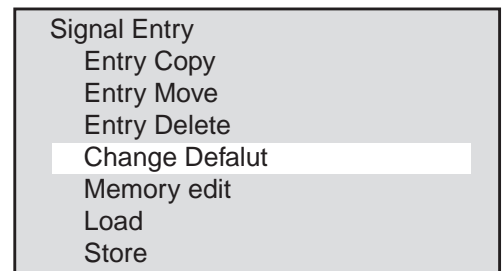 Signal Entry
Entry Copy
Entry Move
Entry Delete
Change Defalut
Memory edit
Load
Store